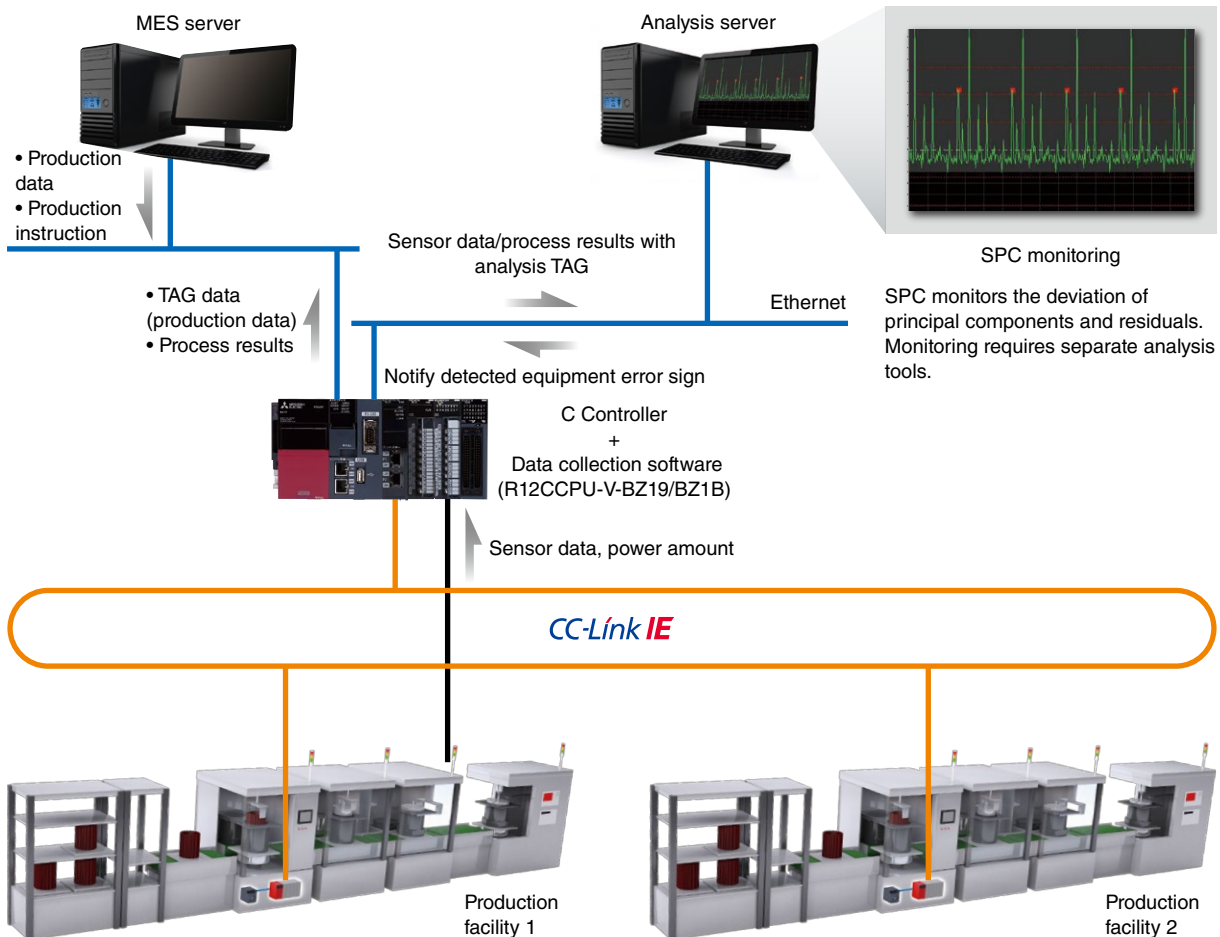 MES server
Analysis server
• Production
data
• Production
instruction
Sensor data/process results with
analysis TAG
SPC monitoring
• TAG data
(production data)
• Process results
Ethernet
SPC monitors the deviation of
principal components and residuals.
Monitoring requires separate analysis
tools.
Notify detected equipment error sign
C Controller
+
Data collection software
(R12CCPU-V-BZ19/BZ1B)
Sensor data, power amount
CC-Link IE
Production
facility 1
Production
facility 2